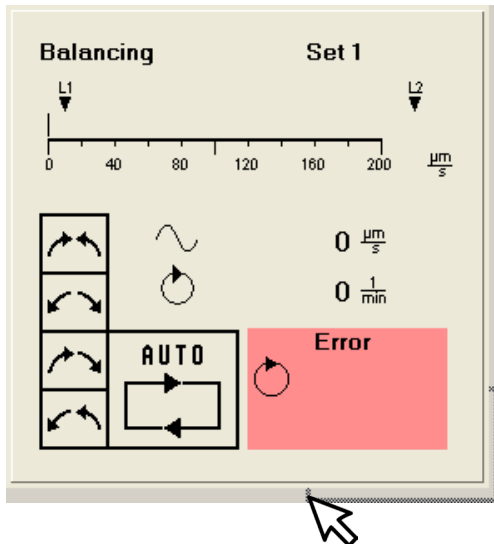 Balancing Set 1
L1 L2
0 40 80 120 160 200 µm/s
0 µm/s
0 1/min
AUTO Error